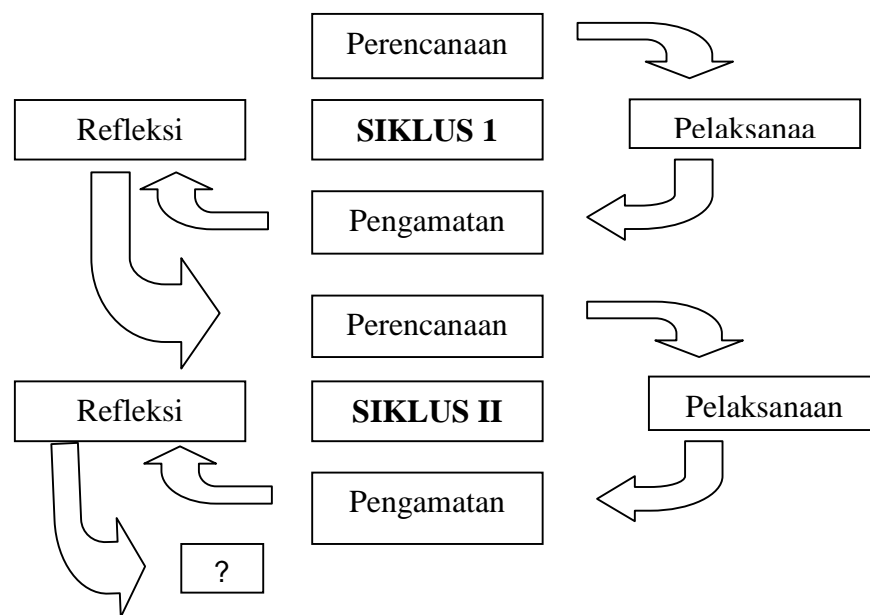 Perencanaan
Refleksi
SIKLUS 1
Pelaksanaa
Pengamatan
Perencanaan
Refleksi
SIKLUS II
Pelaksanaan
Pengamatan
?